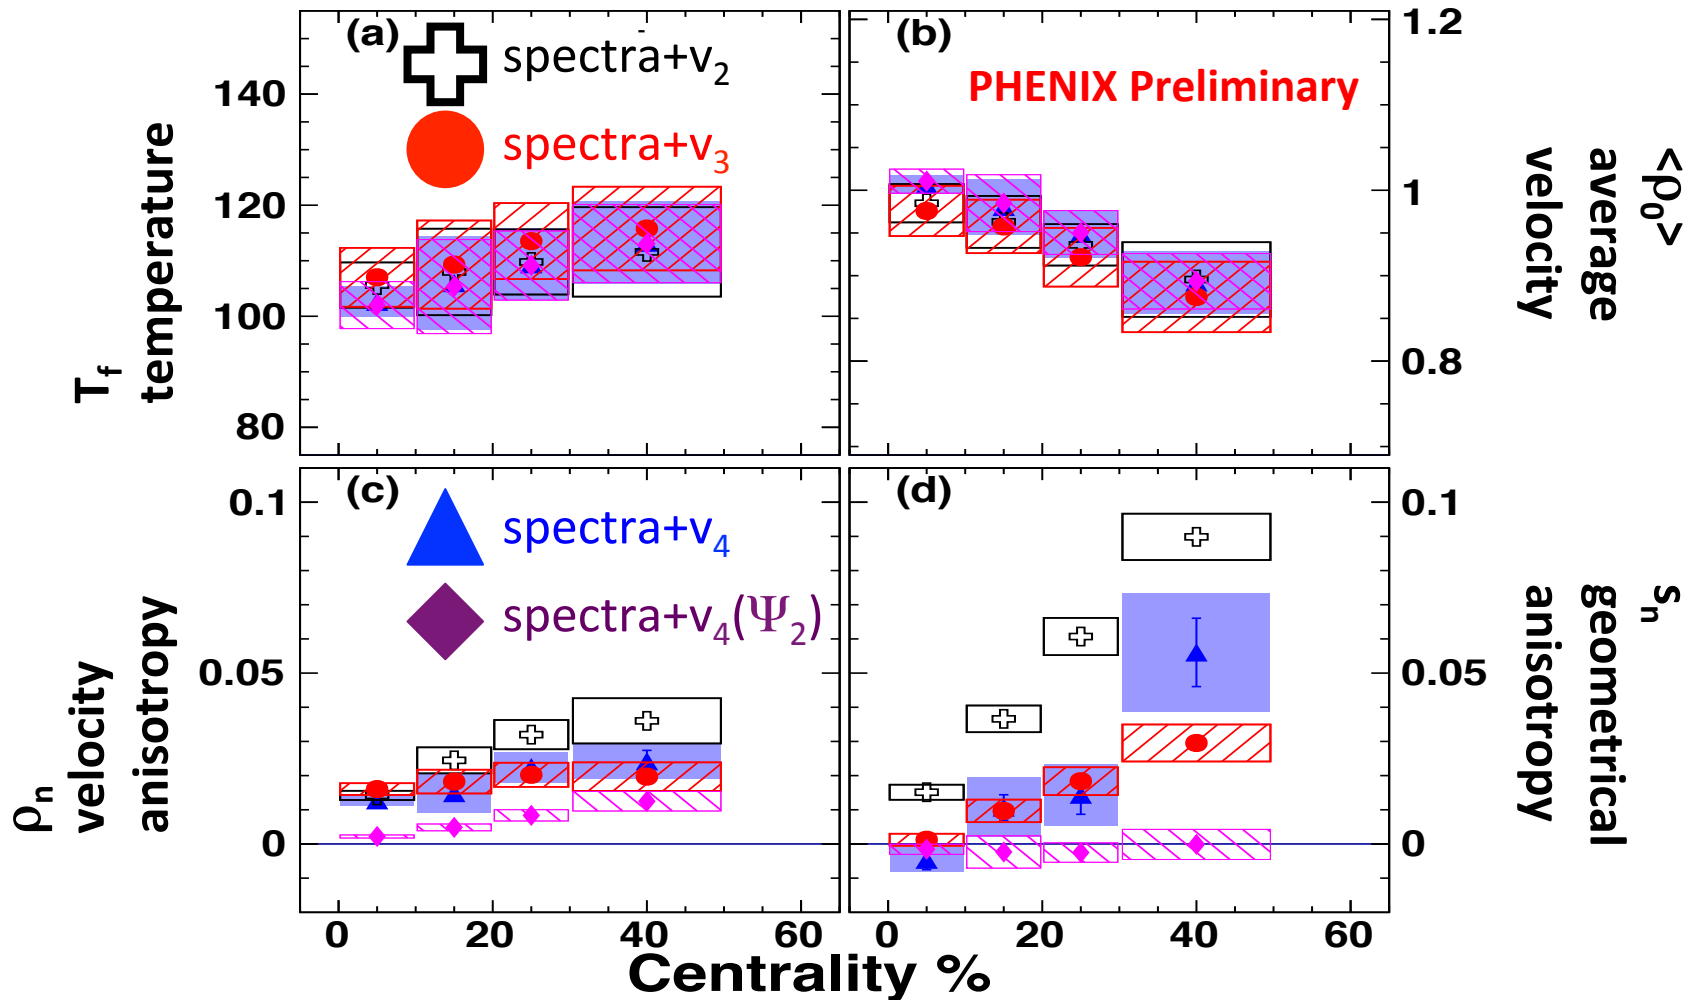 (a)
spectra+v2
spectra+v3
140
120
100
80
Tf
temperature
(b)
PHENIX Preliminary
1.2
1
0.8
<ρ0>
average
velocity
(c)
spectra+v4
spectra+v4(Ψ2)
0.1
0.05
0
ρn
velocity
anisotropy
(d)
0.1
0.05
0
sn
geometrical
anisotropy
0
20
40
60
0
20
40
60
Centrality %